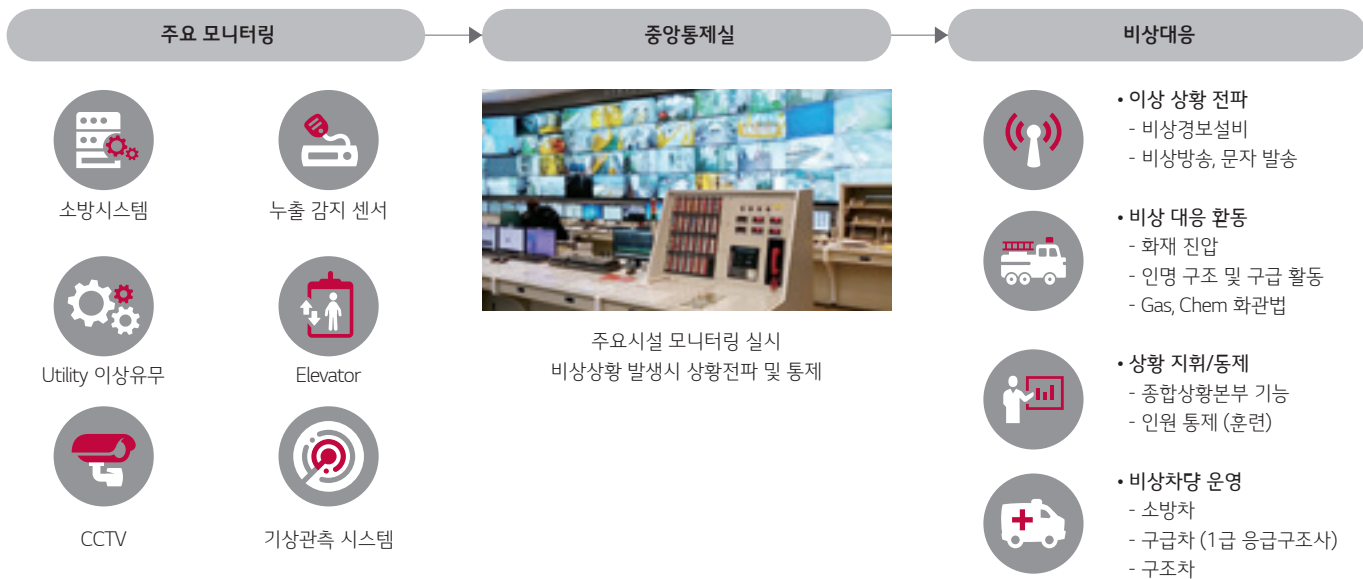 주요 모니터링
중앙통제실
비상대응
소방시스템
누출 감지 센서
Utility 이상유무
Elevator
CCTV
기상관측 시스템
주요시설 모니터링 실시
비상상황 발생시 상황전파 및 통제
• 이상 상황 전파
- 비상경보설비
- 비상방송, 문자 발송
• 비상 대응 홛동
- 화재 진압
- 인명 구조 및 구급 활동
- Gas, Chem 화관법
• 상황 지휘/동제
- 종합상황본부 기능
- 인원 통제 (훈련)
• 비상차댱 운영
- 소방차
- 구급차 (1급 응급구조사)
- 구조차